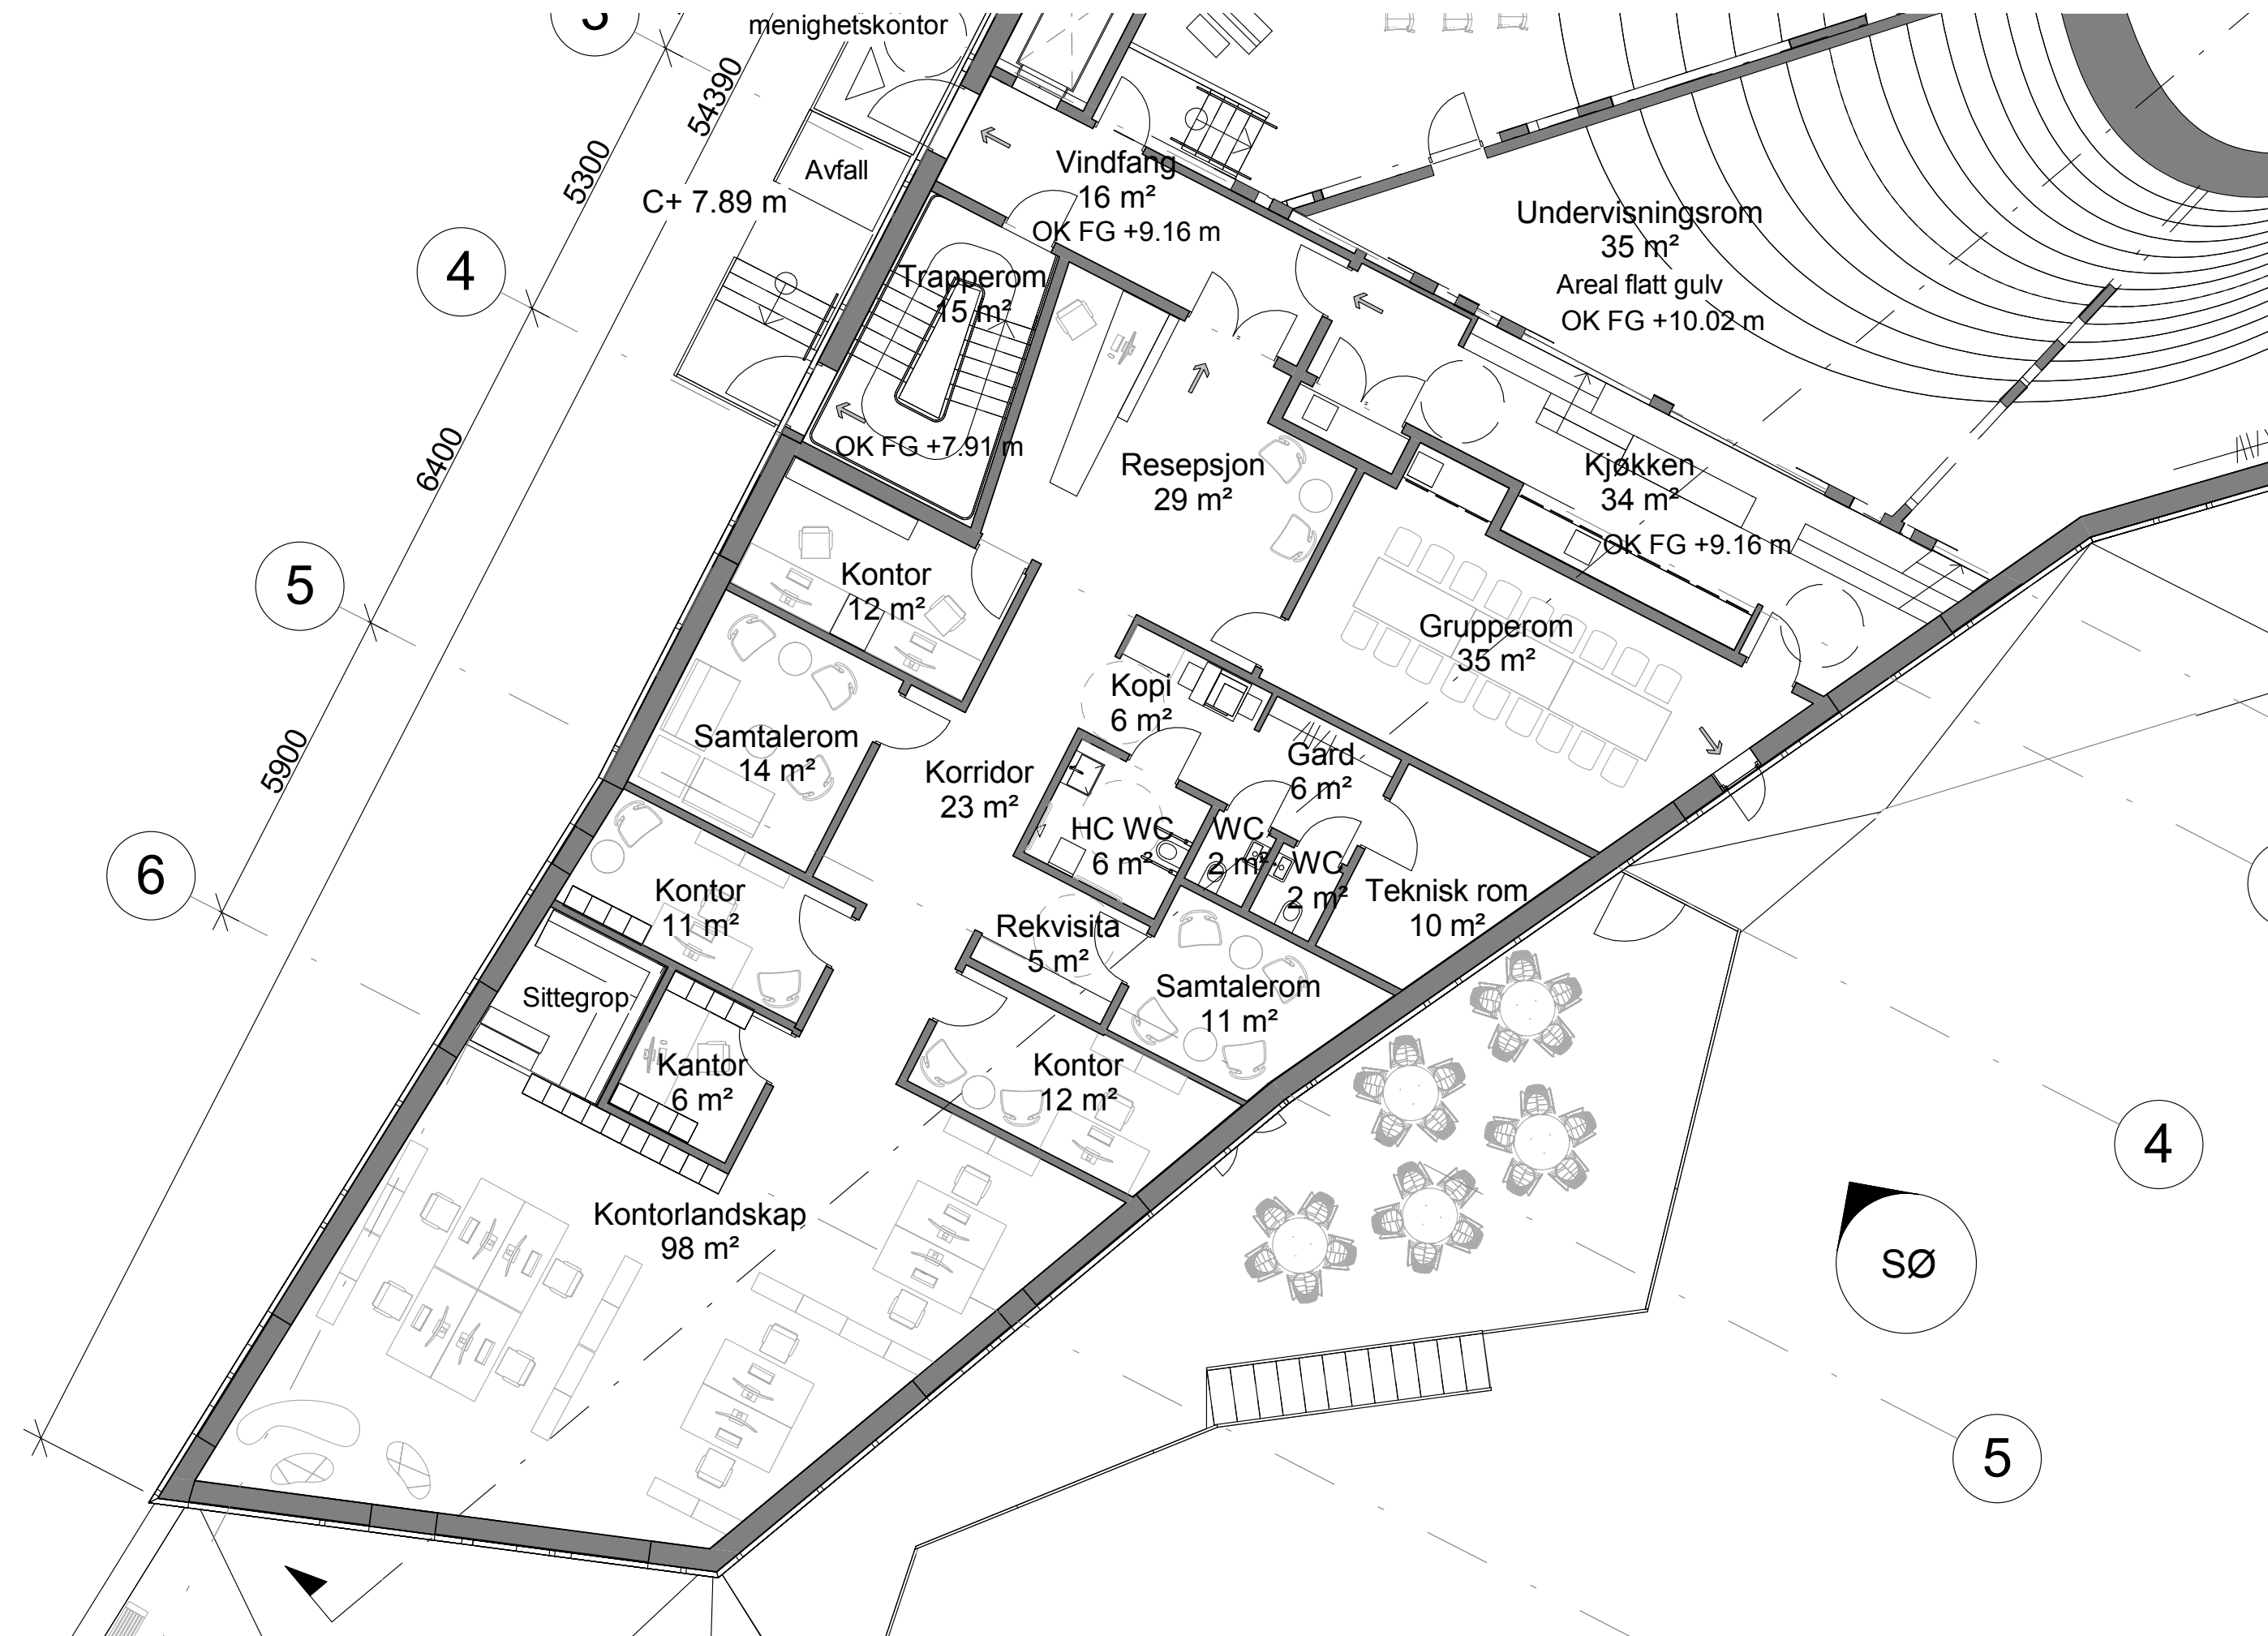 menighetskontor
54390
5300
Avfall
C+ 7.89 m
Vindfang
16 m²
OK FG +9.16 m
Undervisningsrom
35 m²
Areal flatt gulv
OK FG +10.02 m
4
Trapperom
15 m²
OK FG +7.91 m
6400
Resepsjon
29 m²
Kjøkken
34 m²
OK FG +9.16 m
5
Kontor
12 m²
Grupperom
35 m²
5900
Samtalerom
14 m²
Kopi
6 m²
Korridor
23 m²
Gard
6 m²
6
HC WC
6 m²
WC
2 m²
WC
2 m²
Kontor
11 m²
Teknisk rom
10 m²
Rekvisita
5 m²
Sittegrop
Samtalerom
11 m²
Kantor
6 m²
Kontor
12 m²
4
Kontorlandskap
98 m²
SØ
5